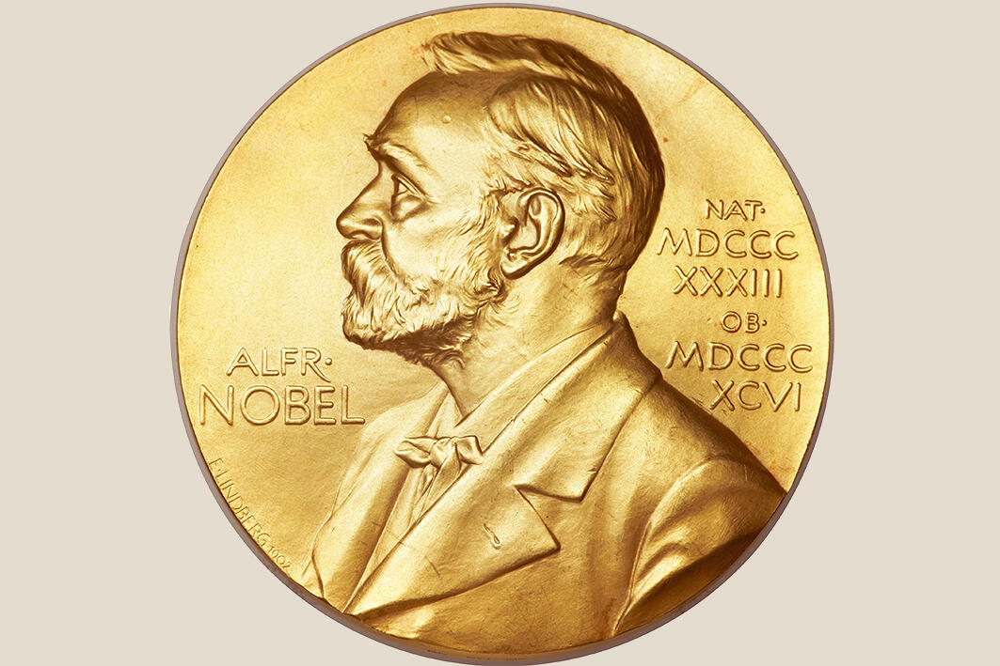 ALFR·
NOBEL
NAT·
MDCCC
XXXIII
·OB·
MDCCC
XCVI
E·LINDBERG 1902